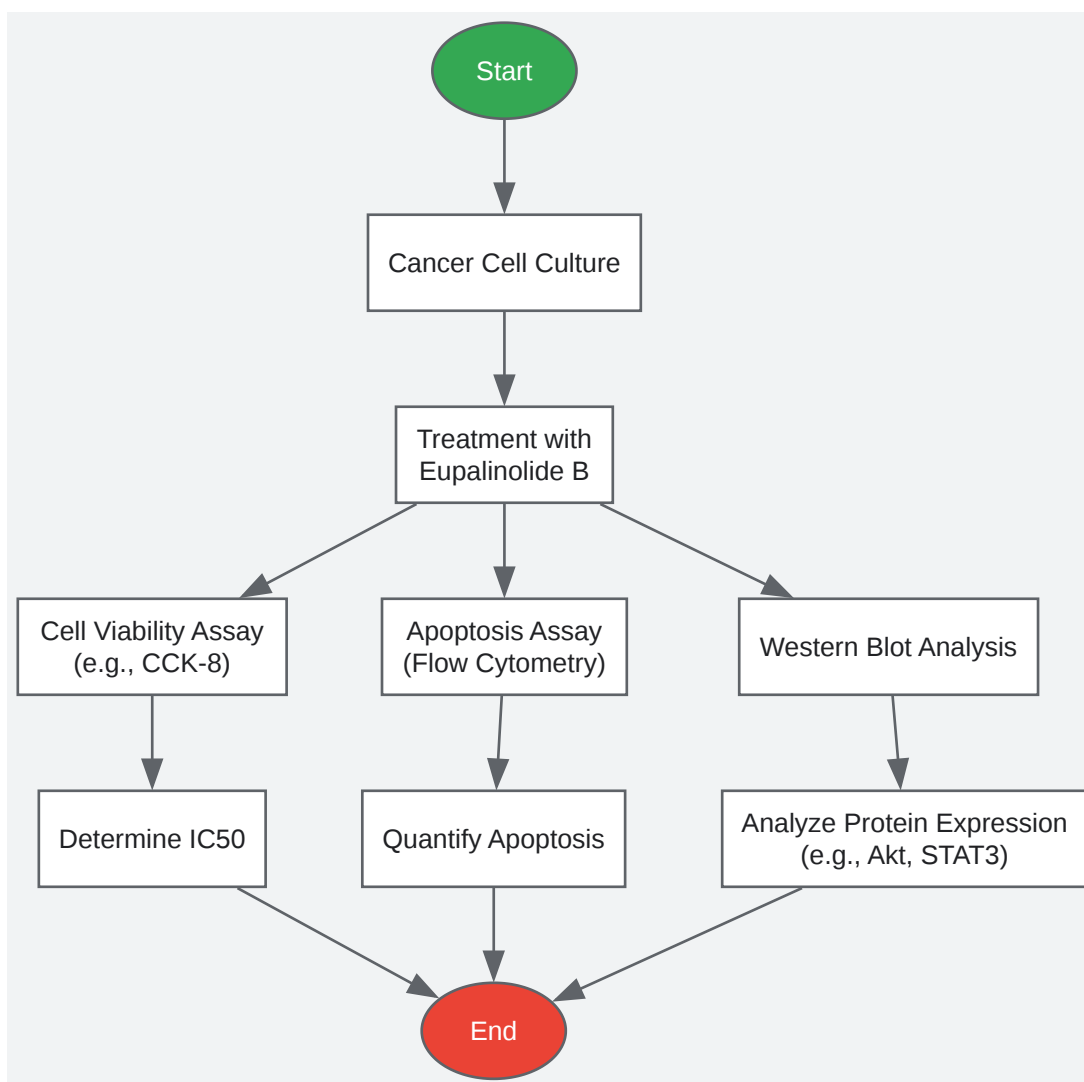 Start
Cancer Cell Culture
Treatment with
Eupalinolide B
Cell Viability Assay
(e.g., CCK-8)
Apoptosis Assay
(Flow Cytometry)
Western Blot Analysis
Determine IC50
Quantify Apoptosis
Analyze Protein Expression
(e.g., Akt, STAT3)
End